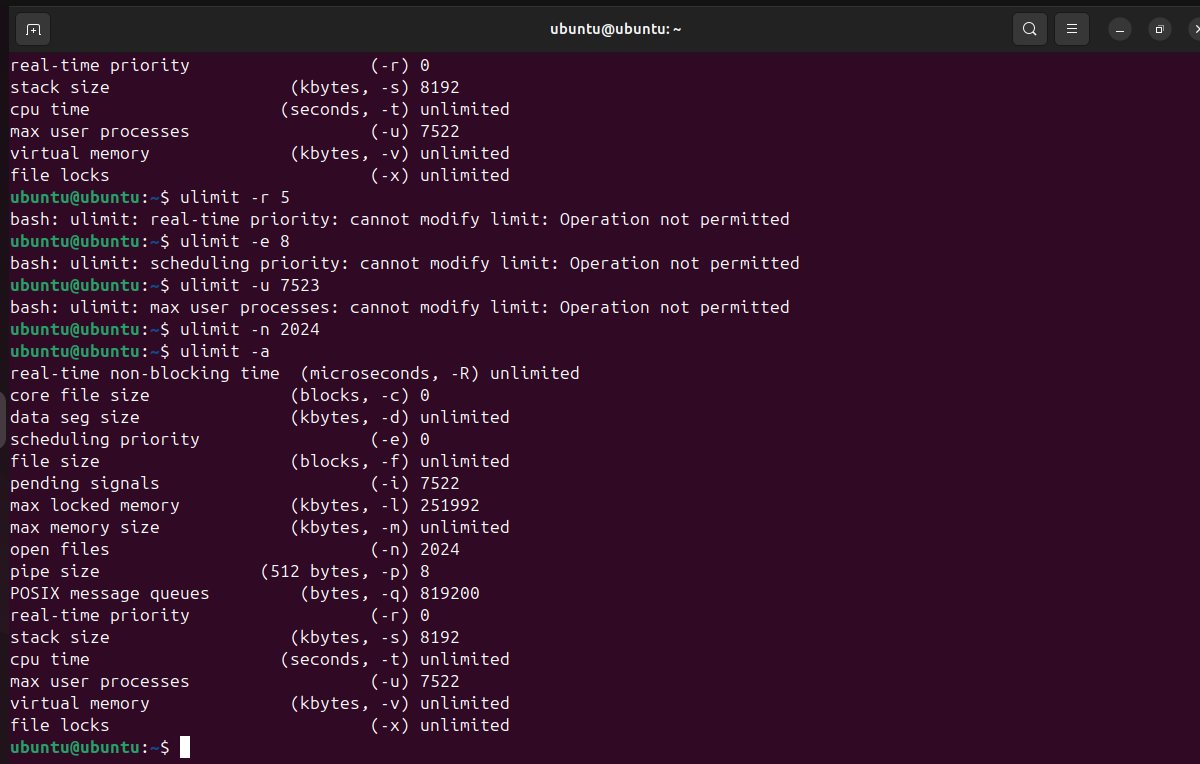 ubuntu@ubuntu: ~
real-time priority                  (-r) 0
stack size                  (kbytes, -s) 8192
cpu time                   (seconds, -t) unlimited
max user processes                  (-u) 7522
virtual memory              (kbytes, -v) unlimited
file locks                          (-x) unlimited
ubuntu@ubuntu:~$ ulimit -r 5
bash: ulimit: real-time priority: cannot modify limit: Operation not permitted
ubuntu@ubuntu:~$ ulimit -e 8
bash: ulimit: scheduling priority: cannot modify limit: Operation not permitted
ubuntu@ubuntu:~$ ulimit -u 7523
bash: ulimit: max user processes: cannot modify limit: Operation not permitted
ubuntu@ubuntu:~$ ulimit -n 2024
ubuntu@ubuntu:~$ ulimit -a
real-time non-blocking time  (microseconds, -R) unlimited
core file size              (blocks, -c) 0
data seg size               (kbytes, -d) unlimited
scheduling priority                 (-e) 0
file size                   (blocks, -f) unlimited
pending signals                     (-i) 7522
max locked memory           (kbytes, -l) 251992
max memory size             (kbytes, -m) unlimited
open files                          (-n) 2024
pipe size                (512 bytes, -p) 8
POSIX message queues         (bytes, -q) 819200
real-time priority                  (-r) 0
stack size                  (kbytes, -s) 8192
cpu time                   (seconds, -t) unlimited
max user processes                  (-u) 7522
virtual memory              (kbytes, -v) unlimited
file locks                          (-x) unlimited
ubuntu@ubuntu:~$